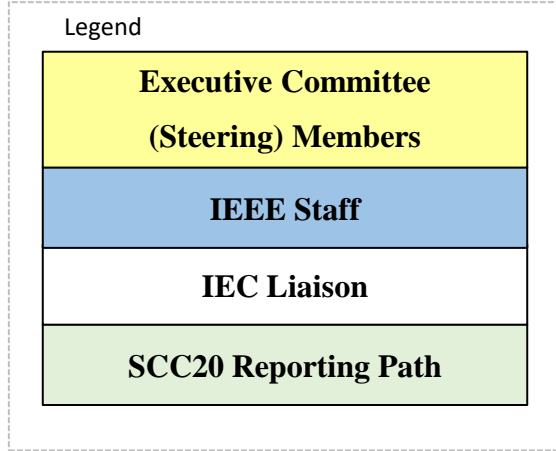 Legend
Executive Committee
(Steering) Members
IEEE Staff
IEC Liaison
SCC20 Reporting Path